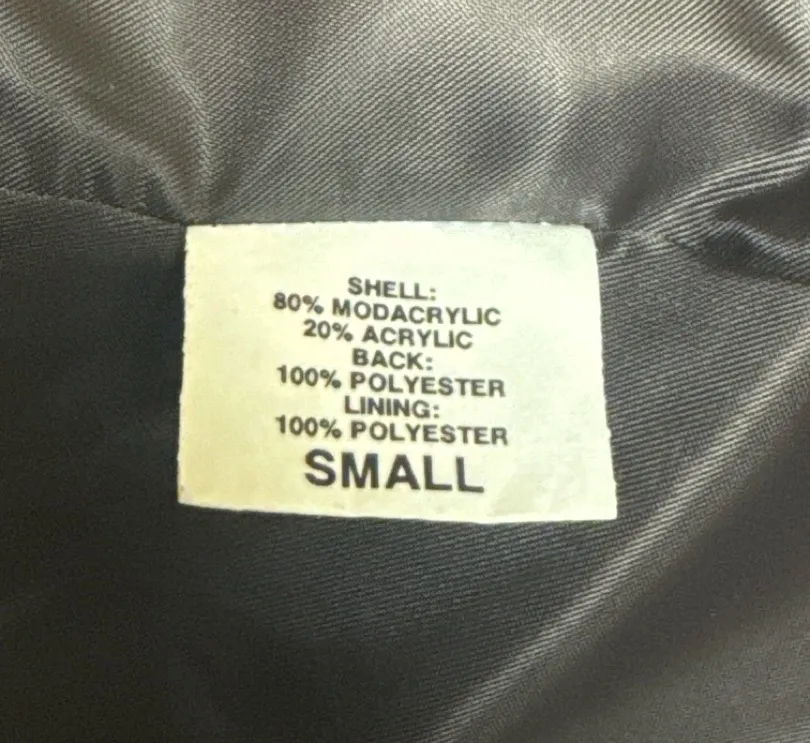 SHELL:
80% MODACRYLIC
20% ACRYLIC
BACK:
100% POLYESTER
LINING:
100% POLYESTER
SMALL